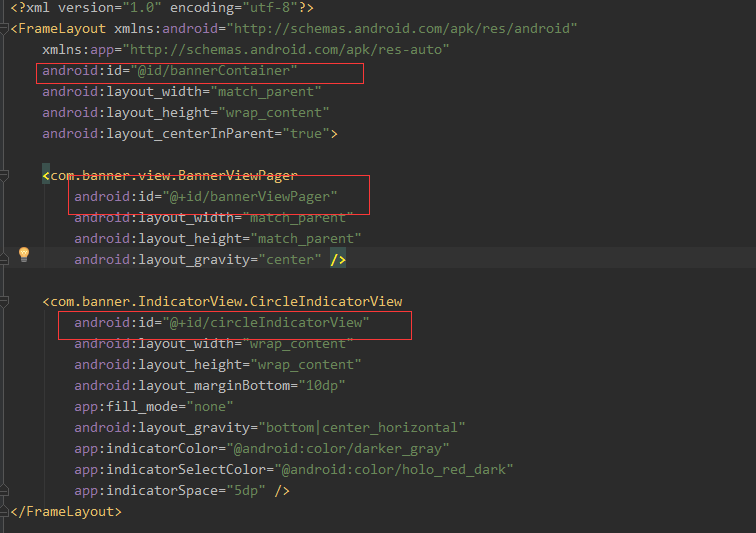 <?xml version="1.0" encoding="utf-8"?>
<FrameLayout xmlns:android="http://schemas.android.com/apk/res/android"
    xmlns:app="http://schemas.android.com/apk/res-auto"
    android:id="@id/bannerContainer"
    android:layout_width="match_parent"
    android:layout_height="wrap_content"
    android:layout_centerInParent="true">

    <com.banner.view.BannerViewPager
        android:id="@+id/bannerViewPager"
        android:layout_width="match_parent"
        android:layout_height="match_parent"
        android:layout_gravity="center" />

    <com.banner.IndicatorView.CircleIndicatorView
        android:id="@+id/circleIndicatorView"
        android:layout_width="wrap_content"
        android:layout_height="wrap_content"
        android:layout_marginBottom="10dp"
        app:fill_mode="none"
        android:layout_gravity="bottom|center_horizontal"
        app:indicatorColor="@android:color/darker_gray"
        app:indicatorSelectColor="@android:color/holo_red_dark"
        app:indicatorSpace="5dp" />
</FrameLayout>